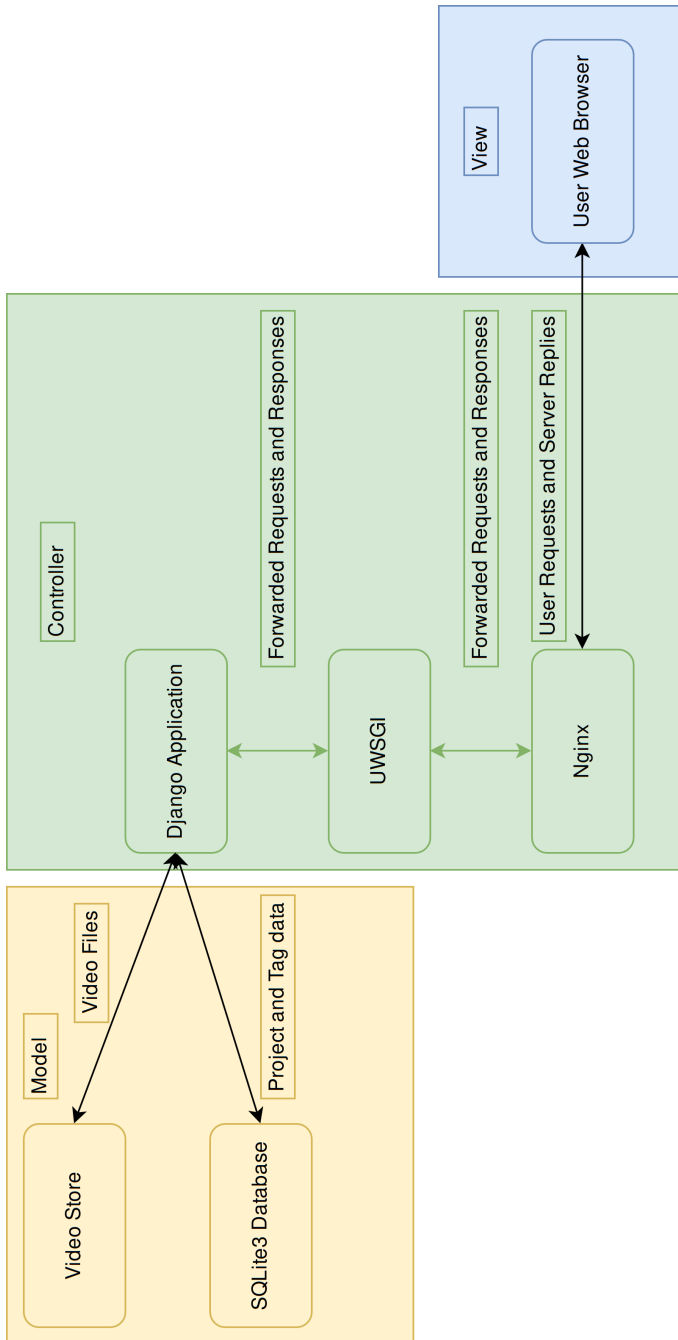 Model
Video Store
Video Files
SQLite3 Database
Project and Tag data
Controller
Django Application
Forwarded Requests and Responses
UWSGI
Forwarded Requests and Responses
Nginx
User Requests and Server Replies
View
User Web Browser